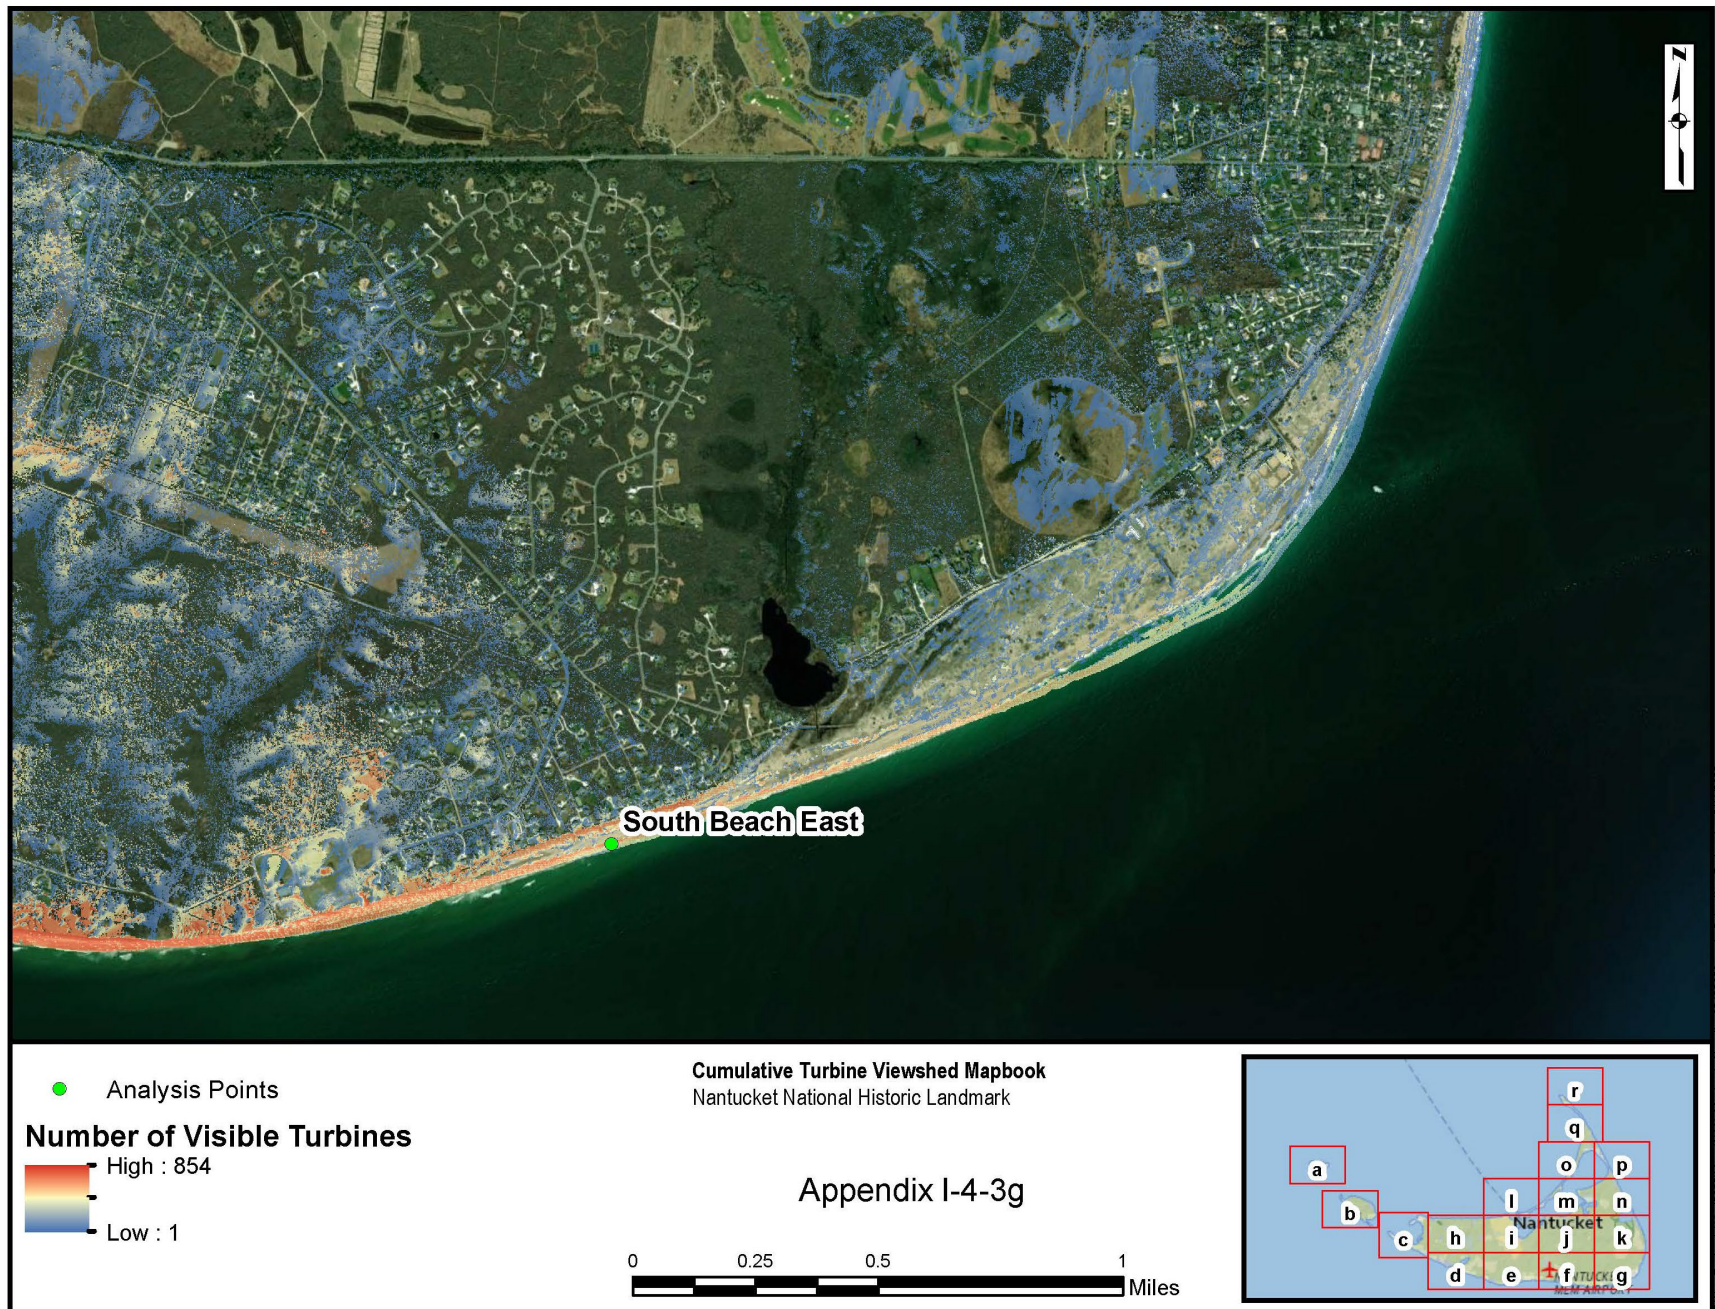 N
South Beach East
Analysis Points
Number of Visible Turbines
High : 854
Low : 1
Cumulative Turbine Viewshed Mapbook
Nantucket National Historic Landmark
Appendix I-4-3g
0 0.25 0.5 1
Miles
r
q
a
o p
b
l m n
Nantucket
c h i j k
d e f g